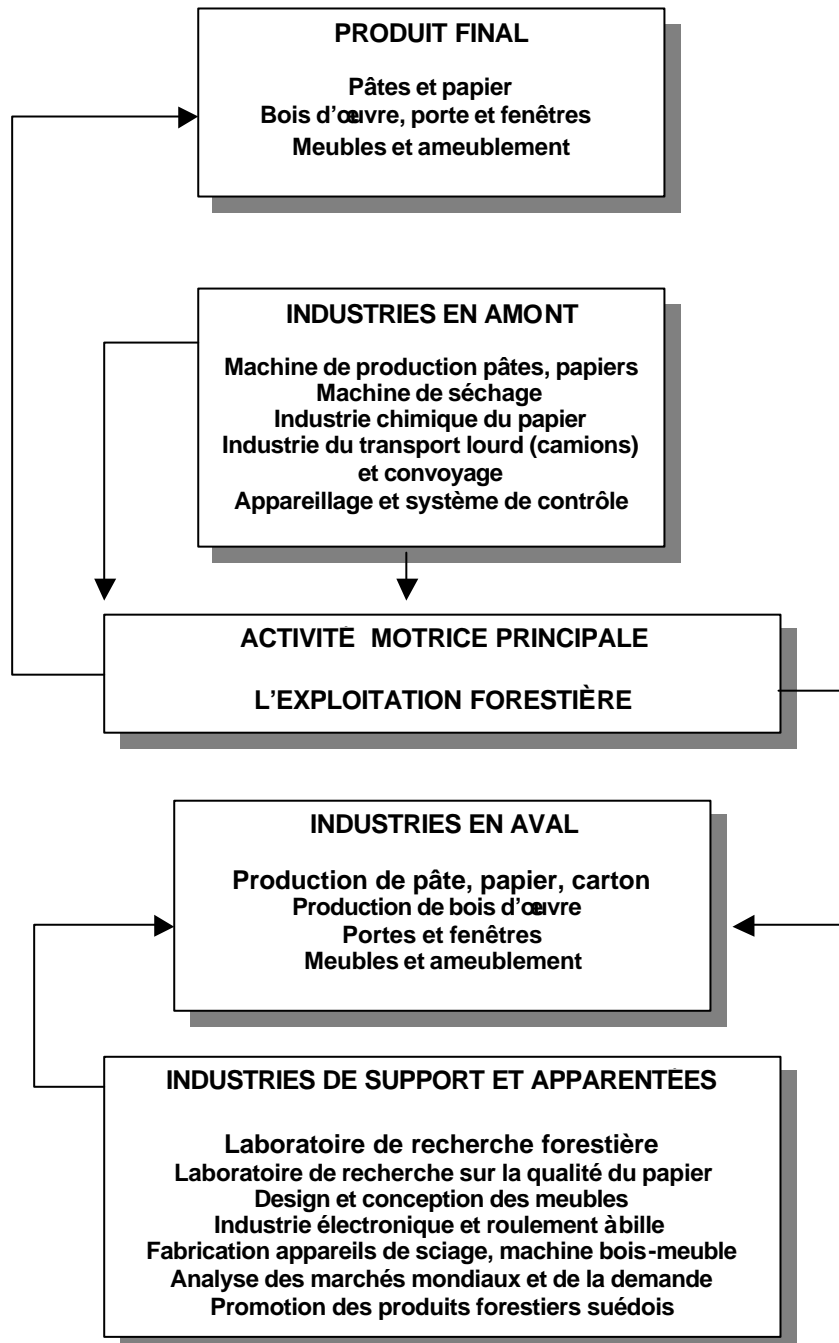 PRODUIT FINAL
Pâtes et papier
Bois d'œuvre, porte et fenêtres
Meubles et ameublement
INDUSTRIES EN AMONT
Machine de production pâtes, papiers
Machine de séchage
Industrie chimique du papier
Industrie du transport lourd (camions)
et convoyage
Appareillage et système de contrôle
ACTIVITÉ MOTRICE PRINCIPALE
L'EXPLOITATION FORESTIÈRE
INDUSTRIES EN AVAL
Production de pâte, papier, carton
Production de bois d'œuvre
Portes et fenêtres
Meubles et ameublement
INDUSTRIES DE SUPPORT ET APPARENTÉES
Laboratoire de recherche forestière
Laboratoire de recherche sur la qualité du papier
Design et conception des meubles
Industrie électronique et roulement àbille
Fabrication appareils de sciage, machine bois-meuble
Analyse des marchés mondiaux et de la demande
Promotion des produits forestiers suédois